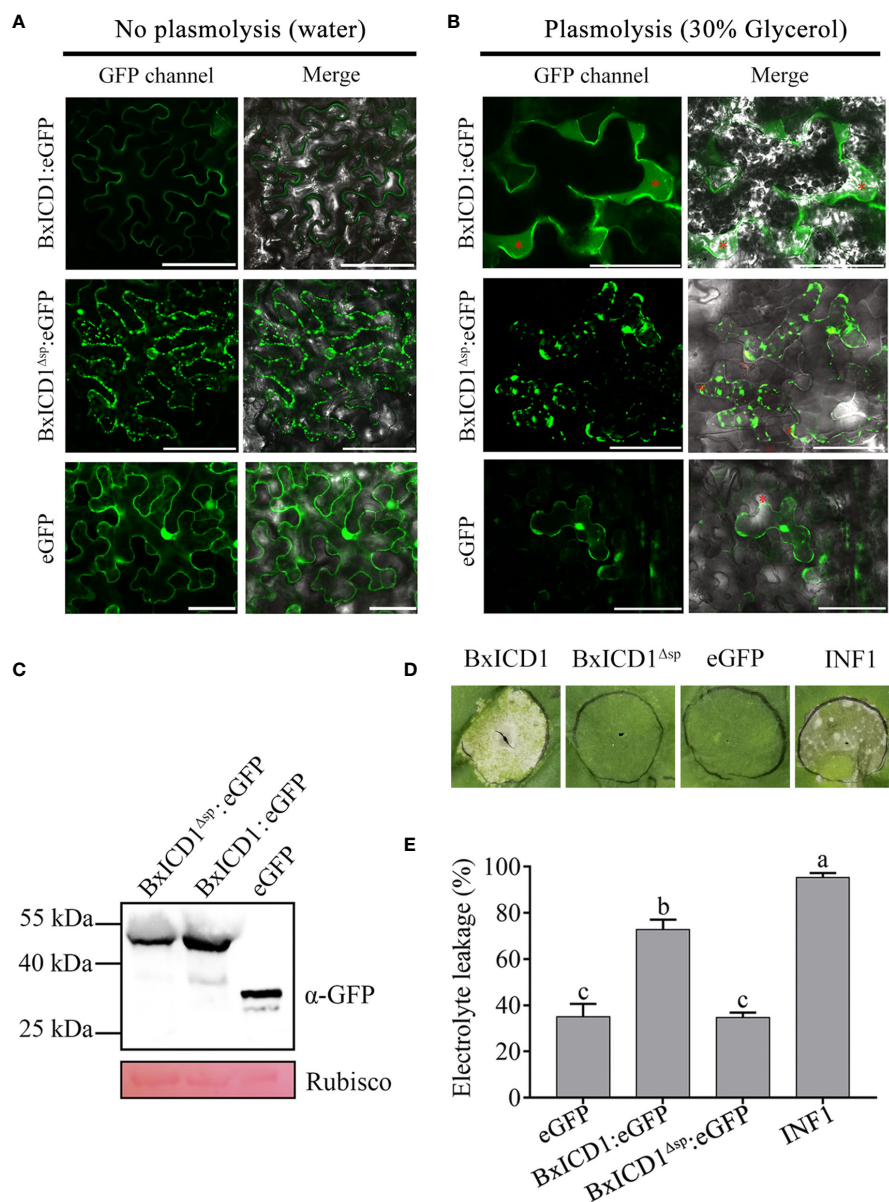 A
No plasmolysis (water)
GFP channel
Merge
BxICD1:eGFP
BxICD1Δsp:eGFP
eGFP
B
Plasmolysis (30% Glycerol)
GFP channel
Merge
BxICD1:eGFP
*
*
*
*
BxICD1Δsp:eGFP
eGFP
*
C
BxICD1Δsp:eGFP
BxICD1:eGFP
eGFP
55 kDa
40 kDa
25 kDa
α-GFP
Rubisco
D
BxICD1
BxICD1Δsp
eGFP
INF1
E
Electrolyte leakage (%)
100
80
60
40
20
0
c
b
c
a
eGFP
BxICD1:eGFP
BxICD1Δsp:eGFP
INF1